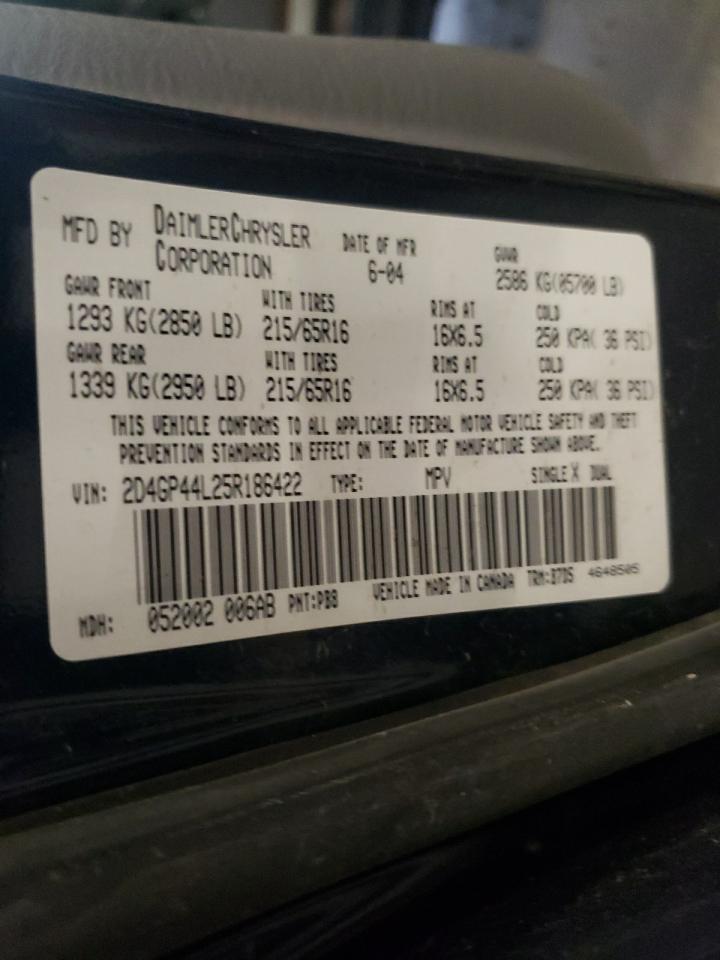 MFD BY DAIMLERCHRYSLER CORPORATION DATE OF MFR 6-04 GVWR 2586 KG(05700 LB)
GAWR FRONT WITH TIRES RIMS AT COLD
1293 KG(2850 LB) 215/65R16 16X6.5 250 KPA( 36 PSI)
GAWR REAR WITH TIRES RIMS AT COLD
1339 KG(2950 LB) 215/65R16 16X6.5 250 KPA( 36 PSI)
THIS VEHICLE CONFORMS TO ALL APPLICABLE FEDERAL MOTOR VEHICLE SAFETY AND THEFT
PREVENTION STANDARDS IN EFFECT ON THE DATE OF MANUFACTURE SHOWN ABOVE.
VIN: 2D4GP44L25R186422 TYPE: MPV SINGLE X DUAL
MDH: 052002 006AB PNT:PB8 VEHICLE MADE IN CANADA TRM:B7D5 4648505